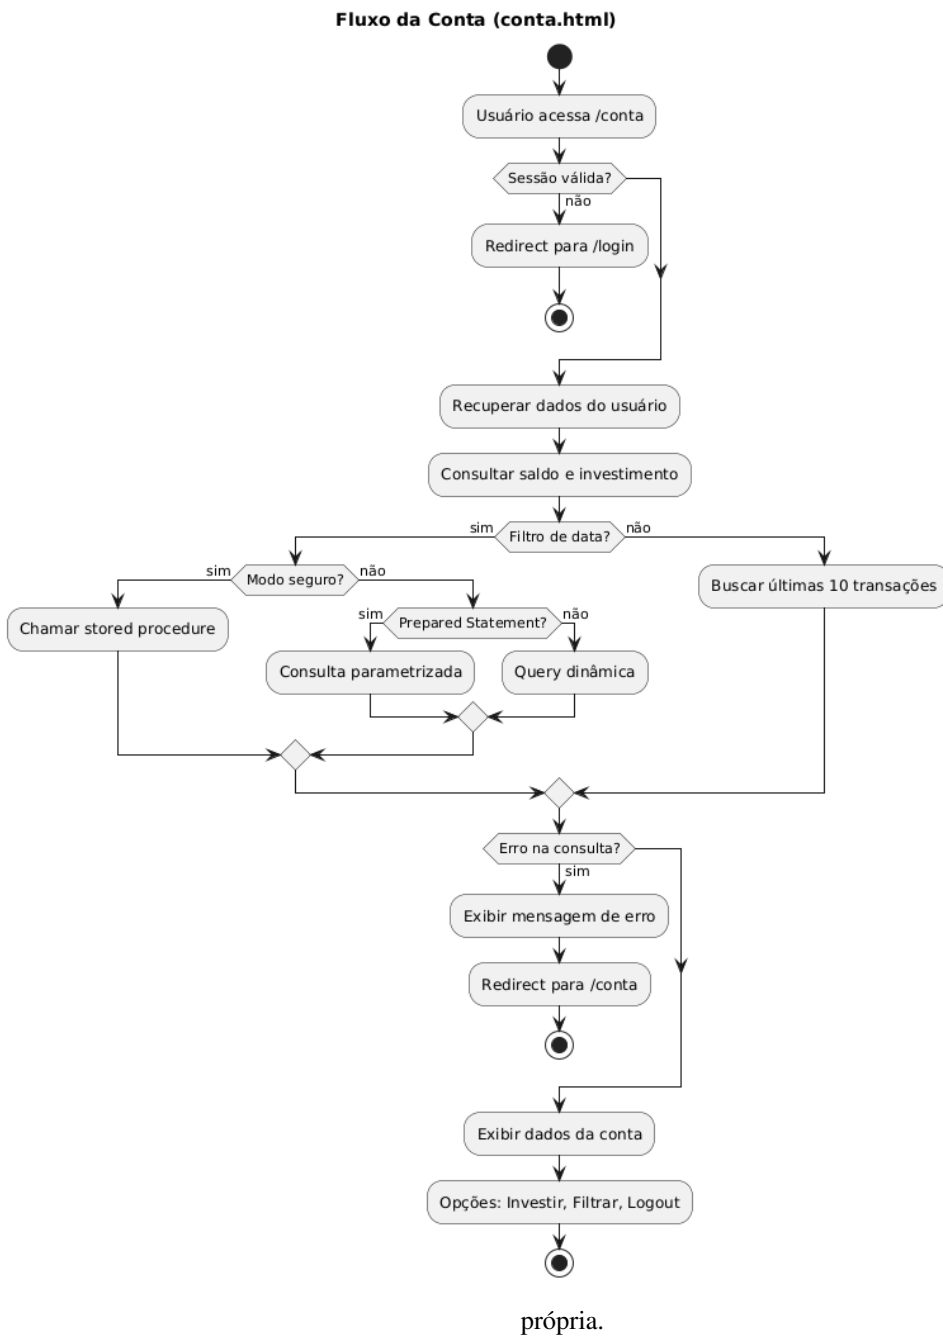 Fluxo da Conta (conta.html)
Usuário acessa /conta
Sessão válida?
não
Redirect para /login
Recuperar dados do usuário
Consultar saldo e investimento
sim
Filtro de data?
não
sim
Modo seguro?
não
Buscar últimas 10 transações
Chamar stored procedure
sim
Prepared Statement?
não
Consulta parametrizada
Query dinâmica
Erro na consulta?
sim
Exibir mensagem de erro
Redirect para /conta
Exibir dados da conta
Opções: Investir, Filtrar, Logout
própria.